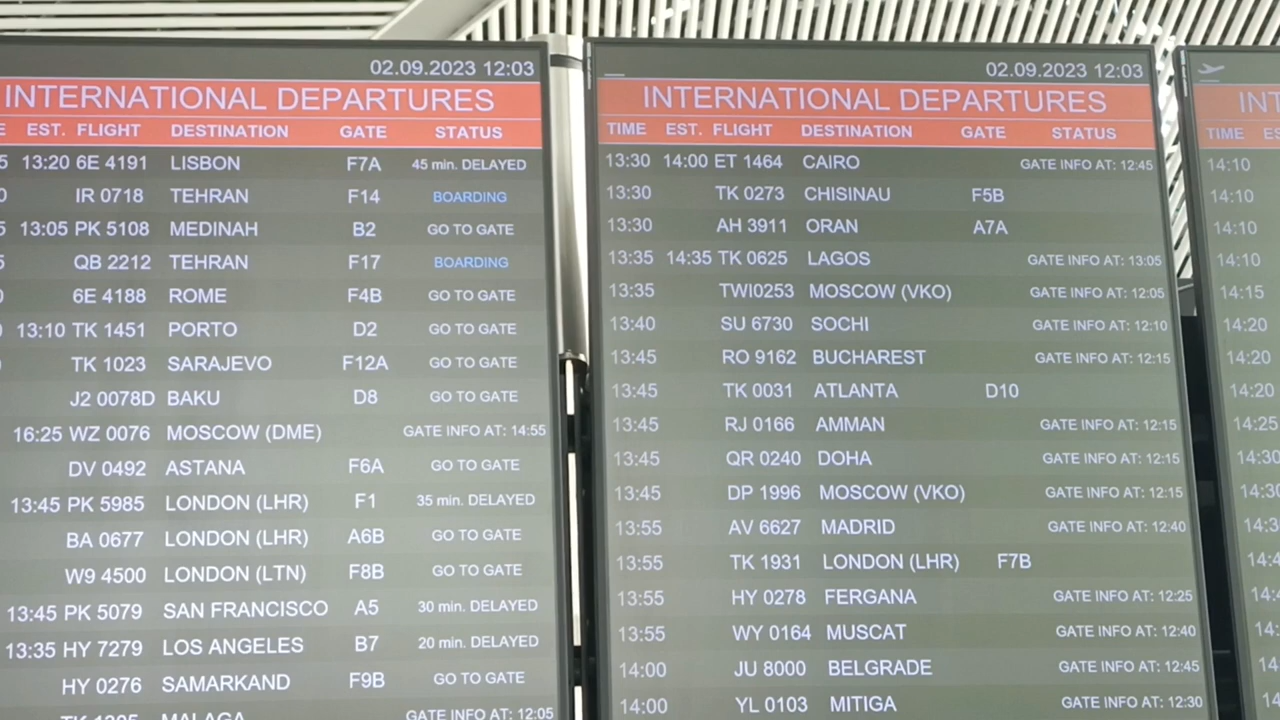 02.09.2023 12:03
INTERNATIONAL DEPARTURES
EST. FLIGHT DESTINATION GATE STATUS
13:20 6E 4191 LISBON F7A 45 min. DELAYED
IR 0718 TEHRAN F14 BOARDING
13:05 PK 5108 MEDINAH B2 GO TO GATE
QB 2212 TEHRAN F17 BOARDING
6E 4188 ROME F4B GO TO GATE
13:10 TK 1451 PORTO D2 GO TO GATE
TK 1023 SARAJEVO F12A GO TO GATE
J2 0078D BAKU D8 GO TO GATE
16:25 WZ 0076 MOSCOW (DME) GATE INFO AT: 14:55
DV 0492 ASTANA F6A GO TO GATE
13:45 PK 5985 LONDON (LHR) F1 35 min. DELAYED
BA 0677 LONDON (LHR) A6B GO TO GATE
W9 4500 LONDON (LTN) F8B GO TO GATE
13:45 PK 5079 SAN FRANCISCO A5 30 min. DELAYED
13:35 HY 7279 LOS ANGELES B7 20 min. DELAYED
HY 0276 SAMARKAND F9B GO TO GATE
TK 1305 MALAGA GATE INFO AT: 12:05
02.09.2023 12:03
INTERNATIONAL DEPARTURES
TIME EST. FLIGHT DESTINATION GATE STATUS
13:30 14:00 ET 1464 CAIRO GATE INFO AT: 12:45
13:30 TK 0273 CHISINAU F5B
13:30 AH 3911 ORAN A7A
13:35 14:35 TK 0625 LAGOS GATE INFO AT: 13:05
13:35 TWI0253 MOSCOW (VKO) GATE INFO AT: 12:05
13:40 SU 6730 SOCHI GATE INFO AT: 12:10
13:45 RO 9162 BUCHAREST GATE INFO AT: 12:15
13:45 TK 0031 ATLANTA D10
13:45 RJ 0166 AMMAN GATE INFO AT: 12:15
13:45 QR 0240 DOHA GATE INFO AT: 12:15
13:45 DP 1996 MOSCOW (VKO) GATE INFO AT: 12:15
13:55 AV 6627 MADRID GATE INFO AT: 12:40
13:55 TK 1931 LONDON (LHR) F7B
13:55 HY 0278 FERGANA GATE INFO AT: 12:25
13:55 WY 0164 MUSCAT GATE INFO AT: 12:40
14:00 JU 8000 BELGRADE GATE INFO AT: 12:45
14:00 YL 0103 MITIGA GATE INFO AT: 12:30
INT
TIME ES
14:10
14:10
14:10
14:10
14:15
14:20
14:20
14:20
14:25
14:30